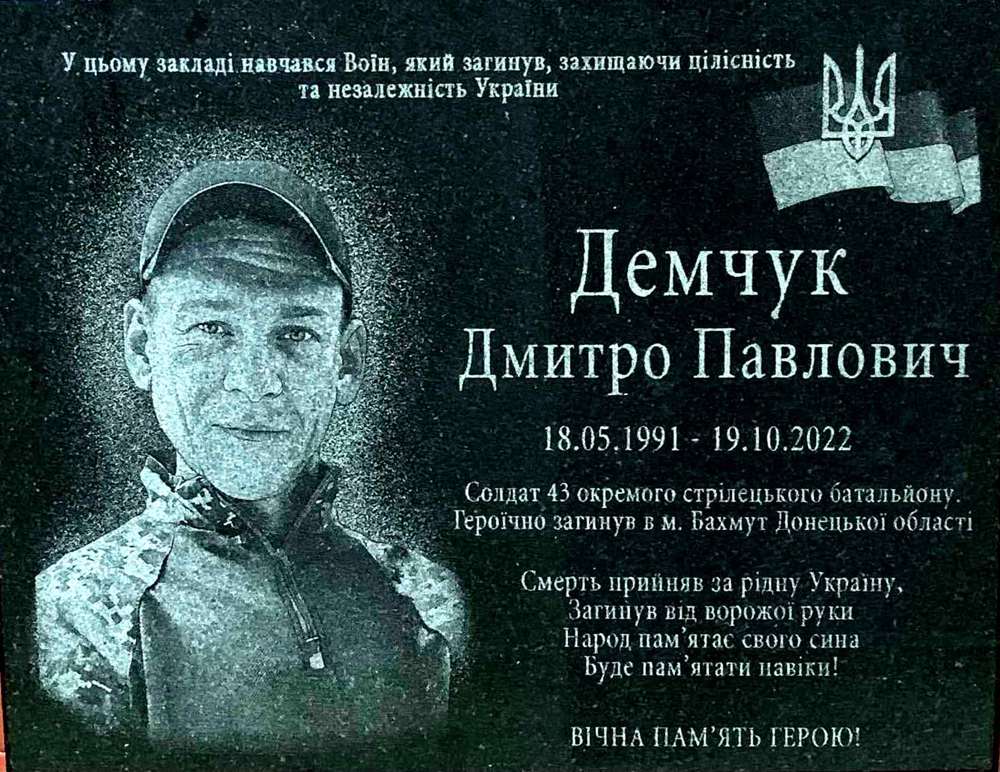 У цьому закладі навчався Воїн, який загинув, захищаючи цілісність
та незалежність України
Демчук
Дмитро Павлович
18.05.1991 - 19.10.2022
Солдат 43 окремого стрілецького батальйону.
Героїчно загинув в м. Бахмут Донецької області
Смерть прийняв за рідну Україну,
Загинув від ворожої руки
Народ пам’ятає свого сина
Буде пам’ятати навіки!
ВІЧНА ПАМ’ЯТЬ ГЕРОЮ!